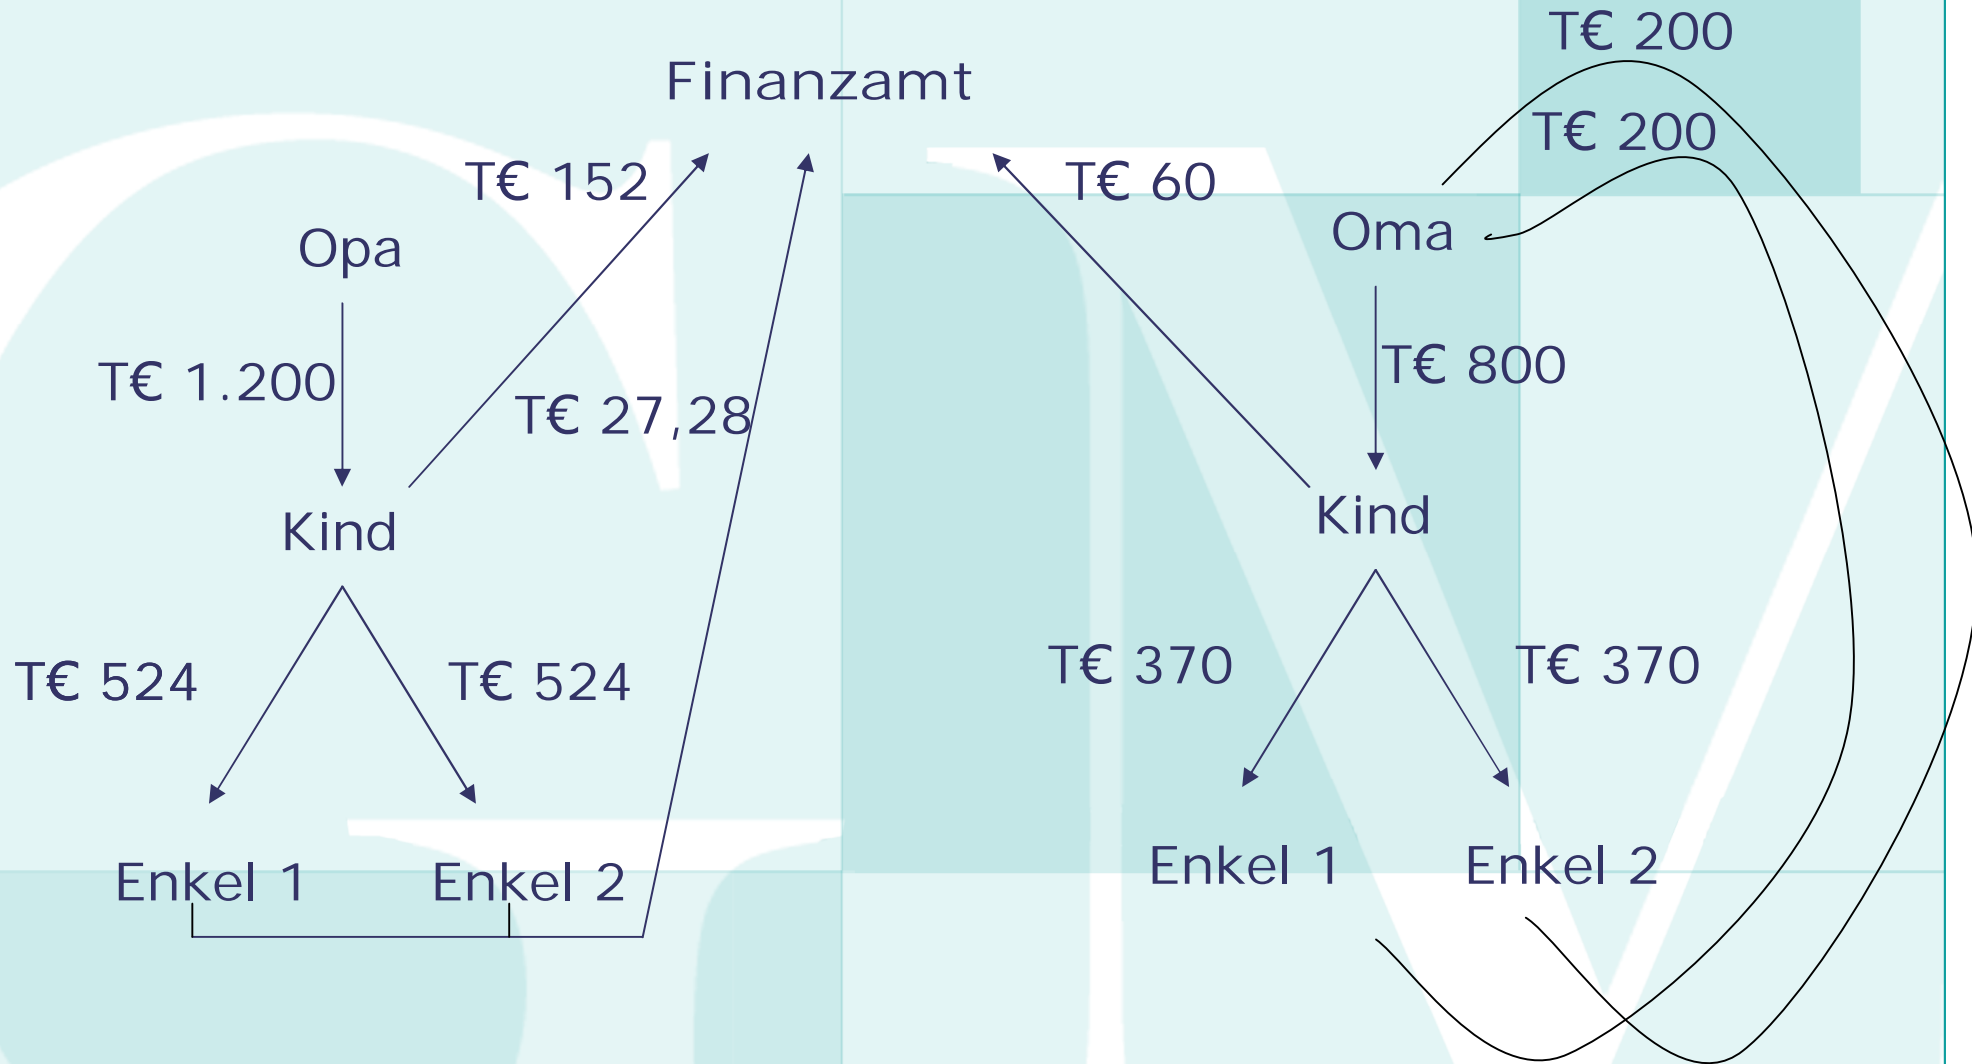 T€ 200
Finanzamt
T€ 200
T€ 152
T€ 60
Opa
Oma
T€ 1.200
T€ 800
T€ 27,28
Kind
Kind
T€ 524
T€ 524
T€ 370
T€ 370
Enkel 1
Enkel 2
Enkel 1
Enkel 2